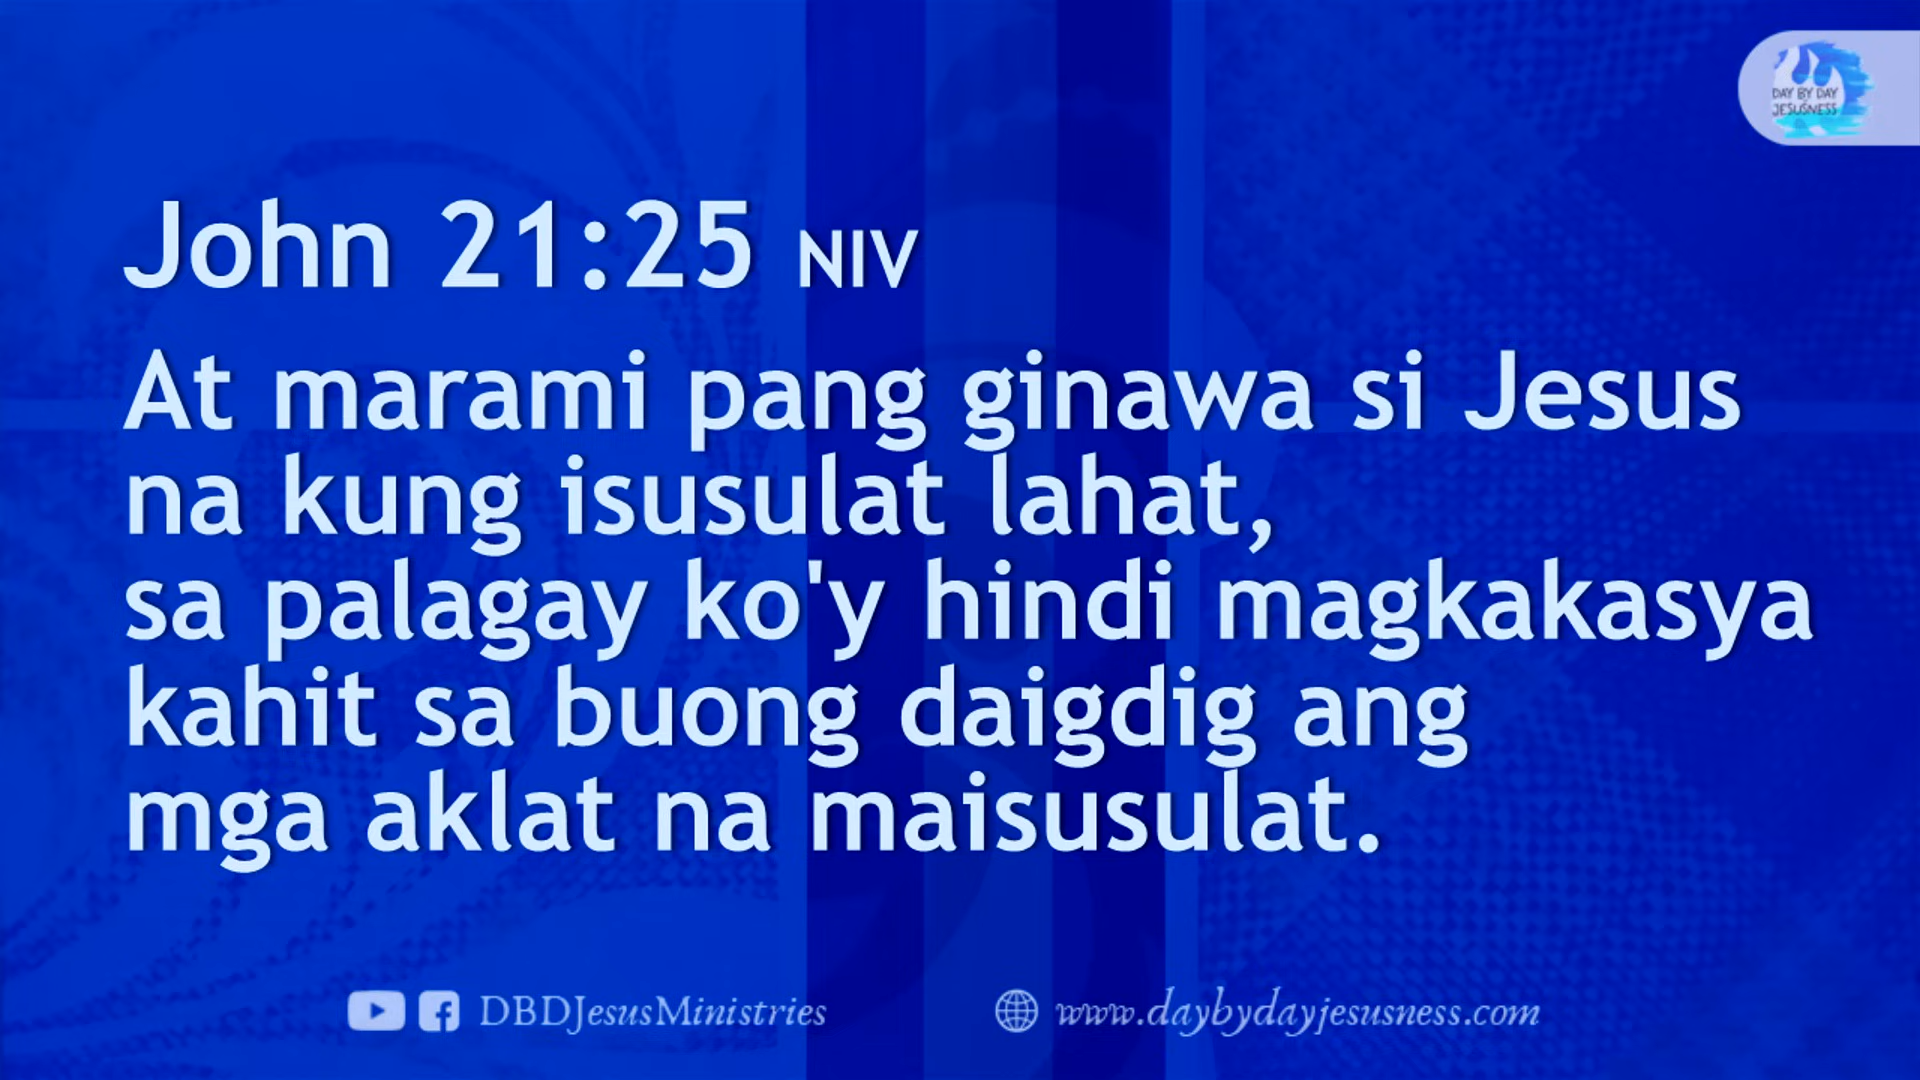 DAY BY DAY
JESUSNESS
John 21:25 NIV
At marami pang ginawa si Jesus
na kung isusulat lahat,
sa palagay ko'y hindi magkakasya
kahit sa buong daigdig ang
mga aklat na maisusulat.
DBDJesusMinistries
www.daybydayjesusness.com